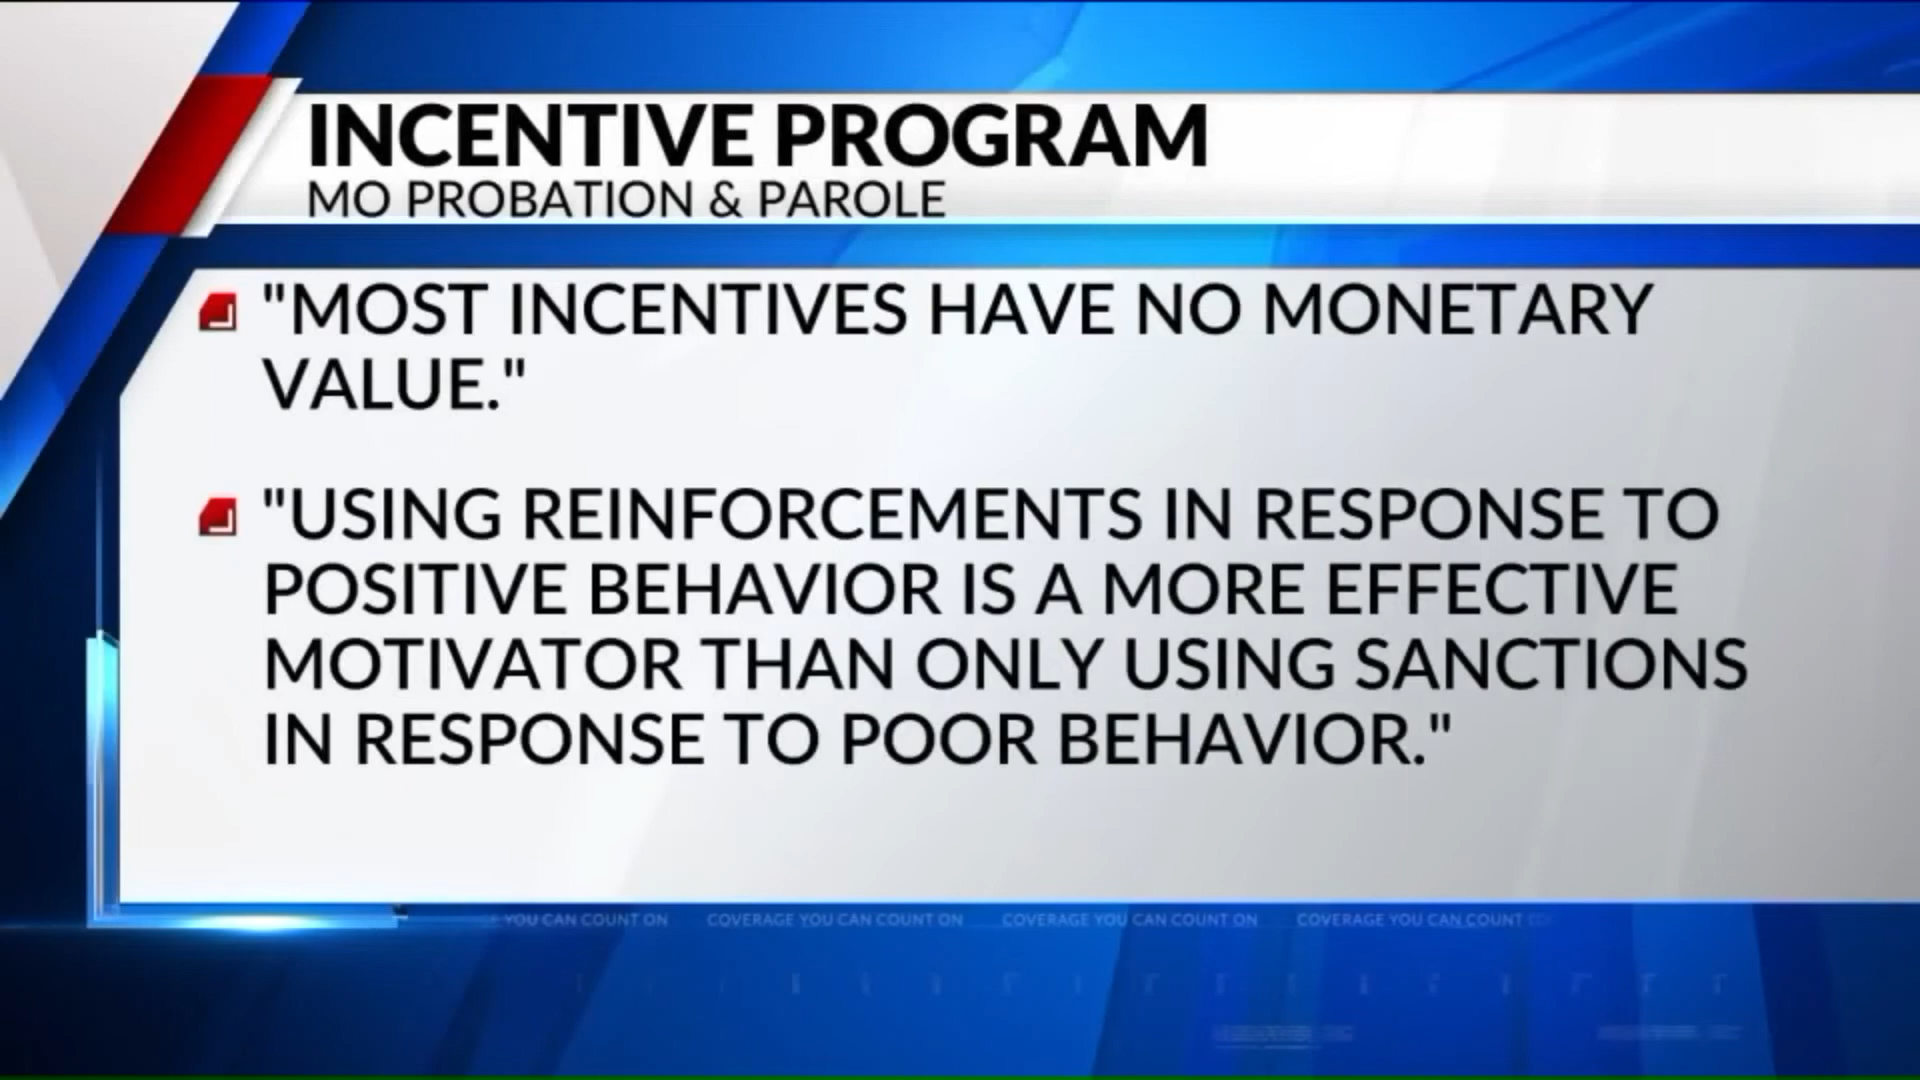 INCENTIVE PROGRAM
MO PROBATION & PAROLE
"MOST INCENTIVES HAVE NO MONETARY
VALUE."
"USING REINFORCEMENTS IN RESPONSE TO
POSITIVE BEHAVIOR IS A MORE EFFECTIVE
MOTIVATOR THAN ONLY USING SANCTIONS
IN RESPONSE TO POOR BEHAVIOR."
YOU CAN COUNT ON COVERAGE YOU CAN COUNT ON COVERAGE YOU CAN COUNT ON COVERAGE YOU CAN COUNT